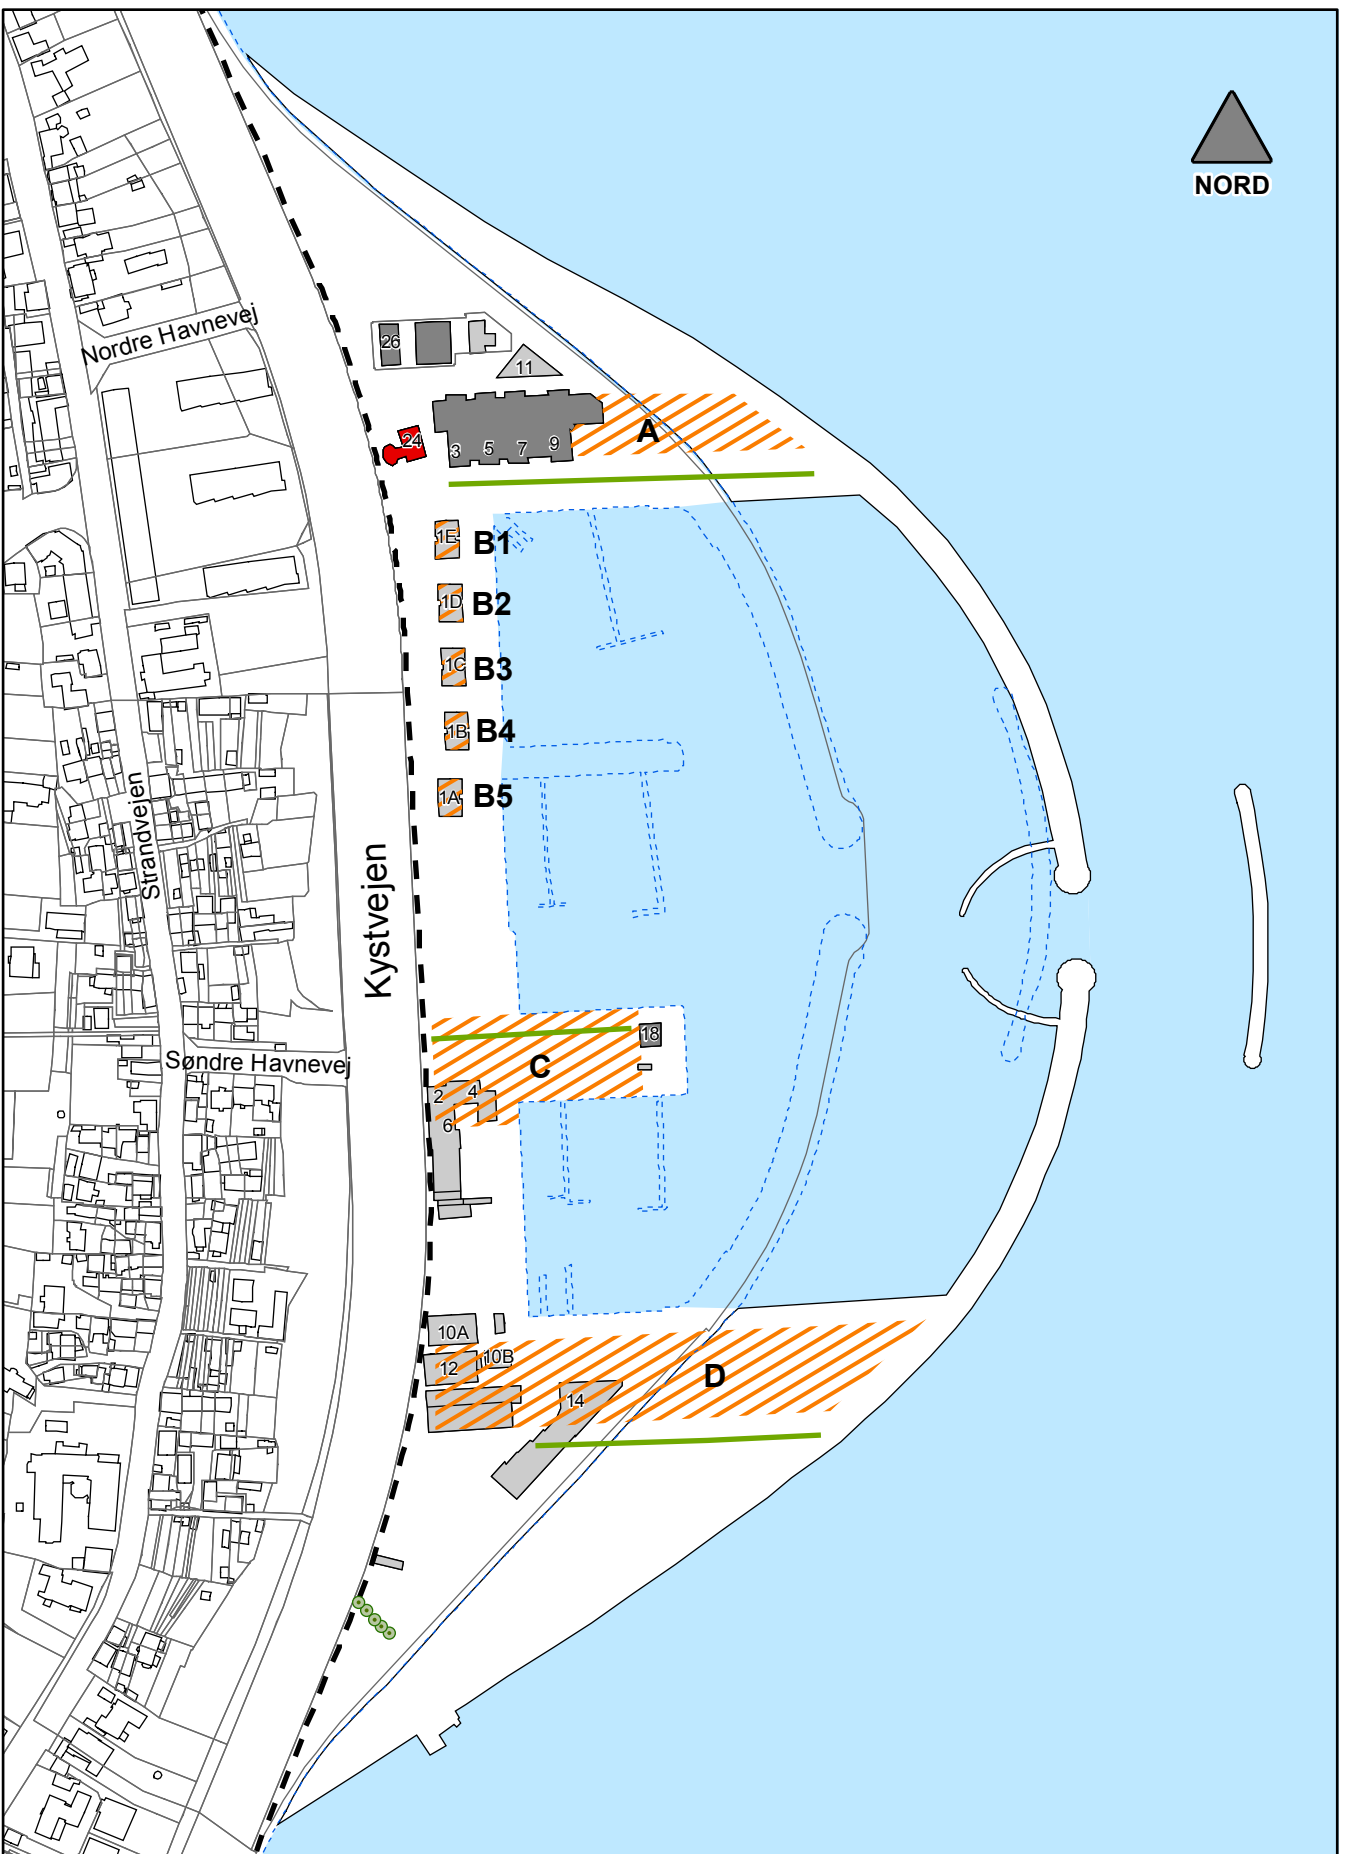 NORD
Nordre Havnevej
26
11
24
3
5
7
9
A
1E
B1
1D
B2
1C
B3
1B
B4
1A
B5
Strandvejen
Kystvejen
18
Søndre Havnevej
C
2
4
6
10A
10B
12
D
14